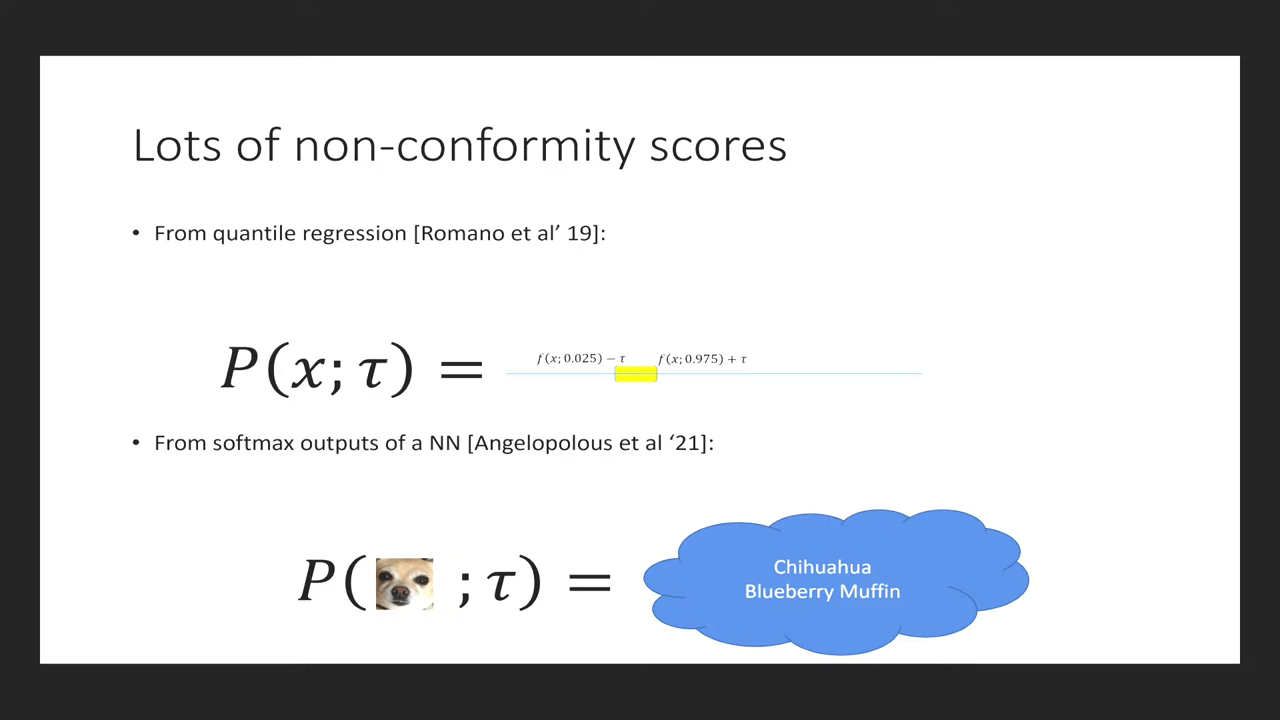 Lots of non-conformity scores
• From quantile regression [Romano et al’ 19]:
P(x; τ) =
f(x; 0.025) − τ
f(x; 0.975) + τ
• From softmax outputs of a NN [Angelopolous et al ‘21]:
P( ; τ) =
Chihuahua
Blueberry Muffin